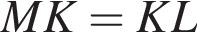 MK = KL